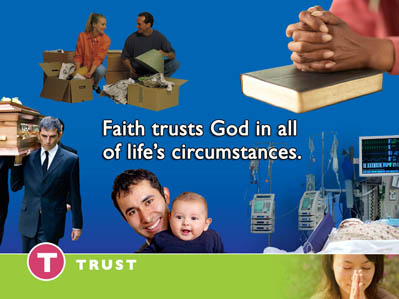 Faith trusts God in all
of life's circumstances.
T TRUST